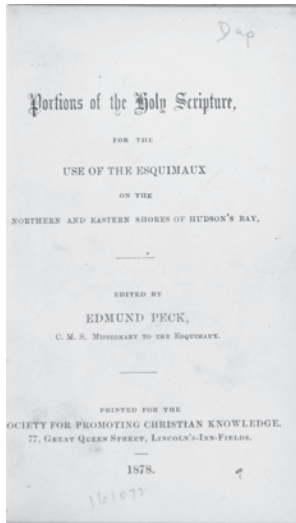 Dup
Portions of the Holy Scripture,
FOR THE
USE OF THE ESQUIMAUX
ON THE
NORTHERN AND EASTERN SHORES OF HUDSON'S BAY,
EDITED BY
EDMUND PECK,
C. M. S. MISSIONARY TO THE ESQUIMAUX.
PRINTED FOR THE
OCIETY FOR PROMOTING CHRISTIAN KNOWLEDGE.
77, GREAT QUEEN STREET, LINCOLN'S-INN-FIELDS.
1878.
161072